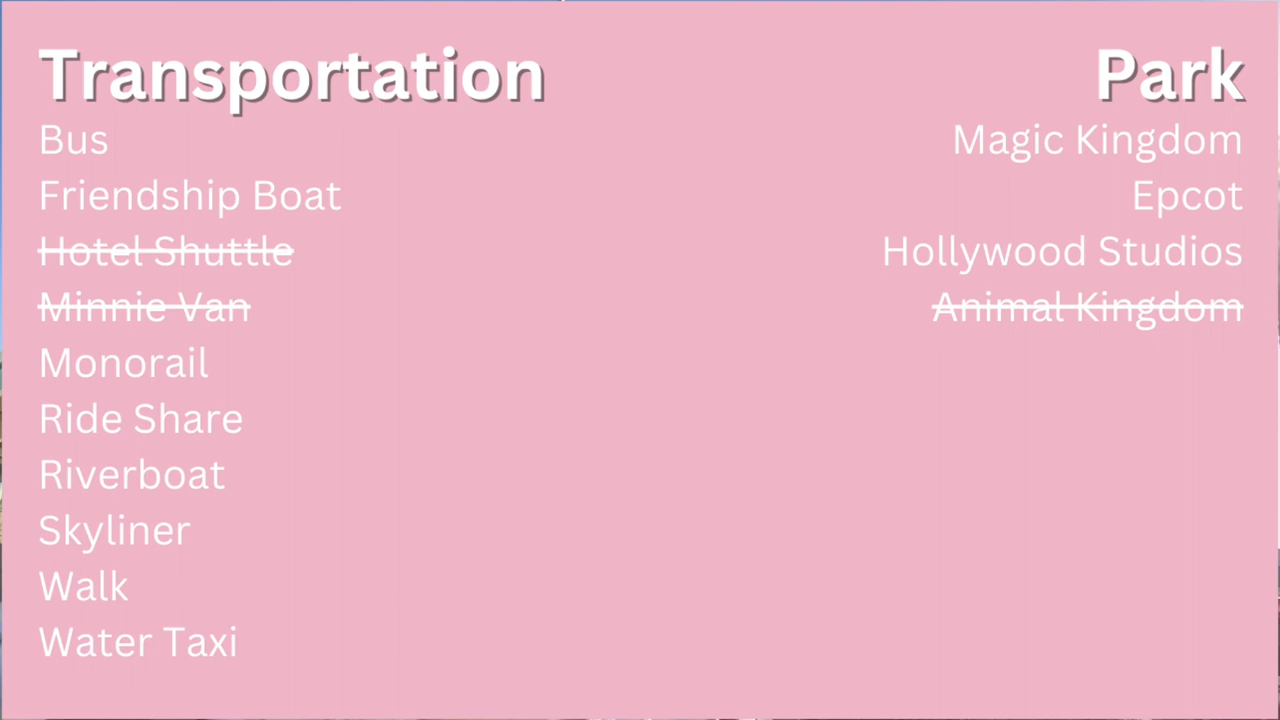 Transportation
Bus
Friendship Boat
Hotel Shuttle
Minnie Van
Monorail
Ride Share
Riverboat
Skyliner
Walk
Water Taxi
Park
Magic Kingdom
Epcot
Hollywood Studios
Animal Kingdom